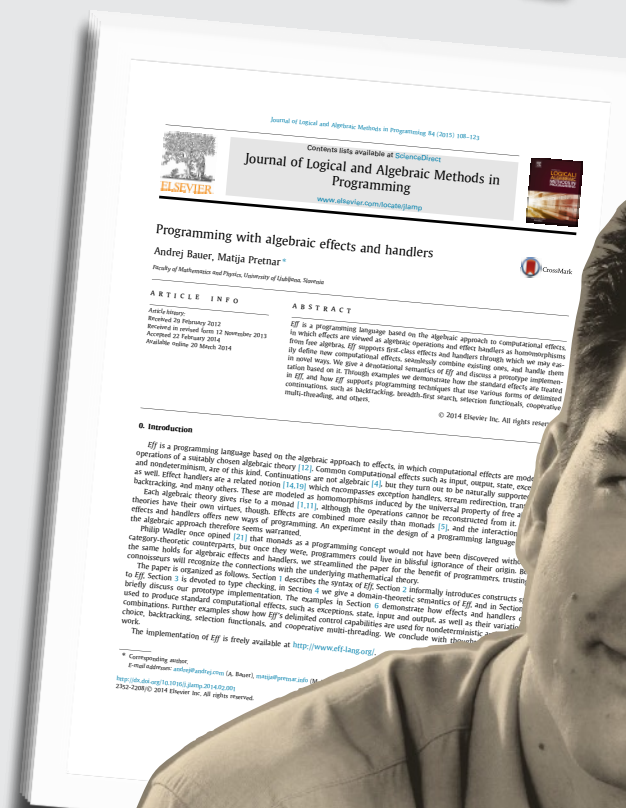 Journal of Logical and Algebraic Methods in Programming 84 (2015) 108–123
Contents lists available at ScienceDirect
Journal of Logical and Algebraic Methods in
Programming
www.elsevier.com/locate/jlamp
ELSEVIER
Programming with algebraic effects and handlers
Andrej Bauer, Matija Pretnar *
CrossMark
Faculty of Mathematics and Physics, University of Ljubljana, Slovenia
ARTICLE INFO
Article history:
Received 29 February 2012
Received in revised form 12 November 2013
Accepted 22 February 2014
Available online 20 March 2014
ABSTRACT
Eff is a programming language based on the algebraic approach to computational effects,
in which effects are viewed as algebraic operations and effect handlers as homomorphisms
from free algebras. Eff supports first-class effects and handlers through which we may eas-
ily define new computational effects, seamlessly combine existing ones, and handle them
in novel ways. We give a denotational semantics of Eff and discuss a prototype implemen-
tation based on it. Through examples we demonstrate how the standard effects are treated
in Eff, and how Eff supports programming techniques that use various forms of delimited
continuations, such as backtracking, breadth-first search, selection functionals, cooperative
multi-threading, and others.
© 2014 Elsevier Inc. All rights
0. Introduction
Eff is a programming language based on the algebraic approach to effects, in which computational effects are
operations of a suitably chosen algebraic theory [12]. Common computational effects such as input, output, state,
and nondeterminism, are of this kind. Continuations are not algebraic [4], but they turn out to be naturally supported
as well. Effect handlers are a related notion [14,19] which encompasses exception handlers, stream redirection,
backtracking, and many others. These are modeled as homomorphisms induced by the universal property of free
Each algebraic theory gives rise to a monad [1,11], although the operations cannot be reconstructed from it.
theories have their own virtues, though. Effects are combined more easily than monads [5], and the interaction
effects and handlers offers new ways of programming. An experiment in the design of a programming language
the algebraic approach therefore seems warranted.
Philip Wadler once opined [21] that monads as a programming concept would not have been discovered
category-theoretic counterparts, but once they were, programmers could live in blissful ignorance of their origin.
the same holds for algebraic effects and handlers, we streamlined the paper for the benefit of programmers, trusting
connoisseurs will recognize the connections with the underlying mathematical theory.
The paper is organized as follows. Section 1 describes the syntax of Eff, Section 2 informally introduces constructs
to Eff, Section 3 is devoted to type checking, in Section 4 we give a domain-theoretic semantics of Eff, and in Section
briefly discuss our prototype implementation. The examples in Section 6 demonstrate how effects and handlers
used to produce standard computational effects, such as exceptions, state, input and output, as well as their
combinations. Further examples show how Eff's delimited control capabilities are used for nondeterministic
choice, backtracking, selection functionals, and cooperative multi-threading. We conclude with
work.
The implementation of Eff is freely available at http://www.eff-lang.org/.
* Corresponding author.
E-mail addresses: andrej@andrej.com (A. Bauer), matija@pretnar.info (M.
http://dx.doi.org/10.1016/j.jlamp.2014.02.001
2352-2208/© 2014 Elsevier Inc. All rights reserved.